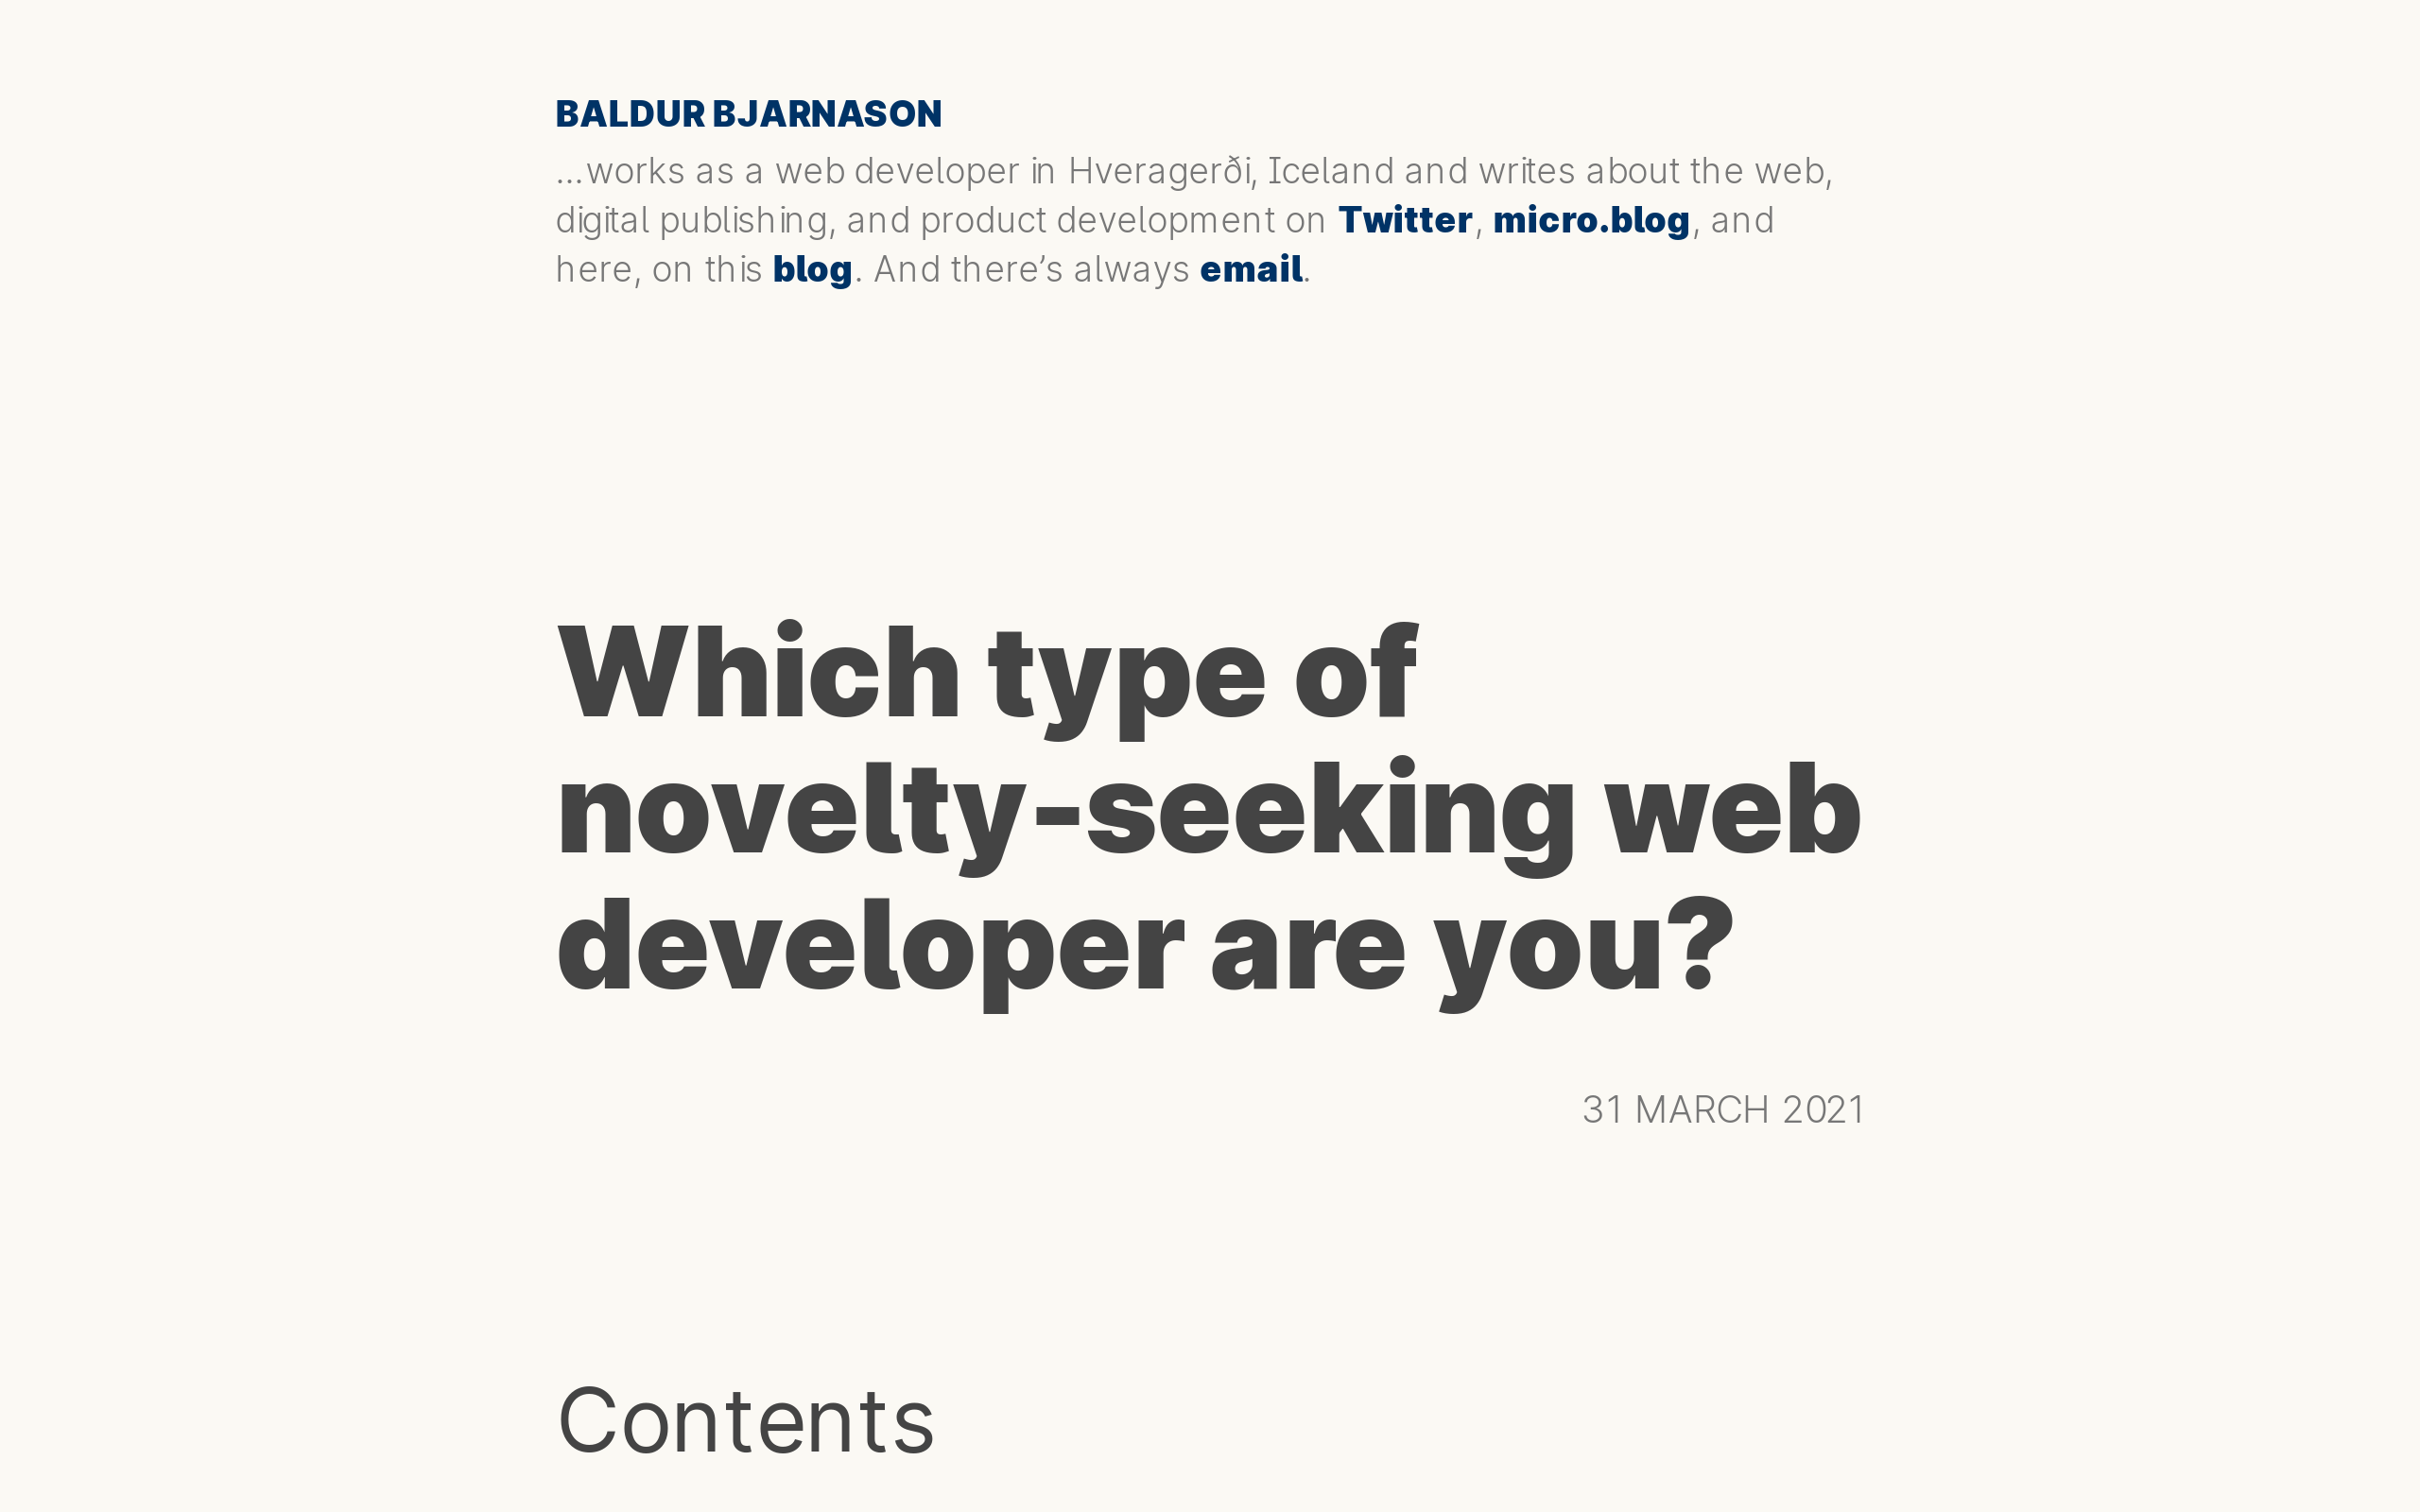 BALDUR BJARNASON
…works as a web developer in Hveragerði, Iceland and writes about the web,
digital publishing, and product development on Twitter, micro.blog, and
here, on this blog. And there’s always email.
Which type of
novelty-seeking web
developer are you?
31 MARCH 2021
Contents